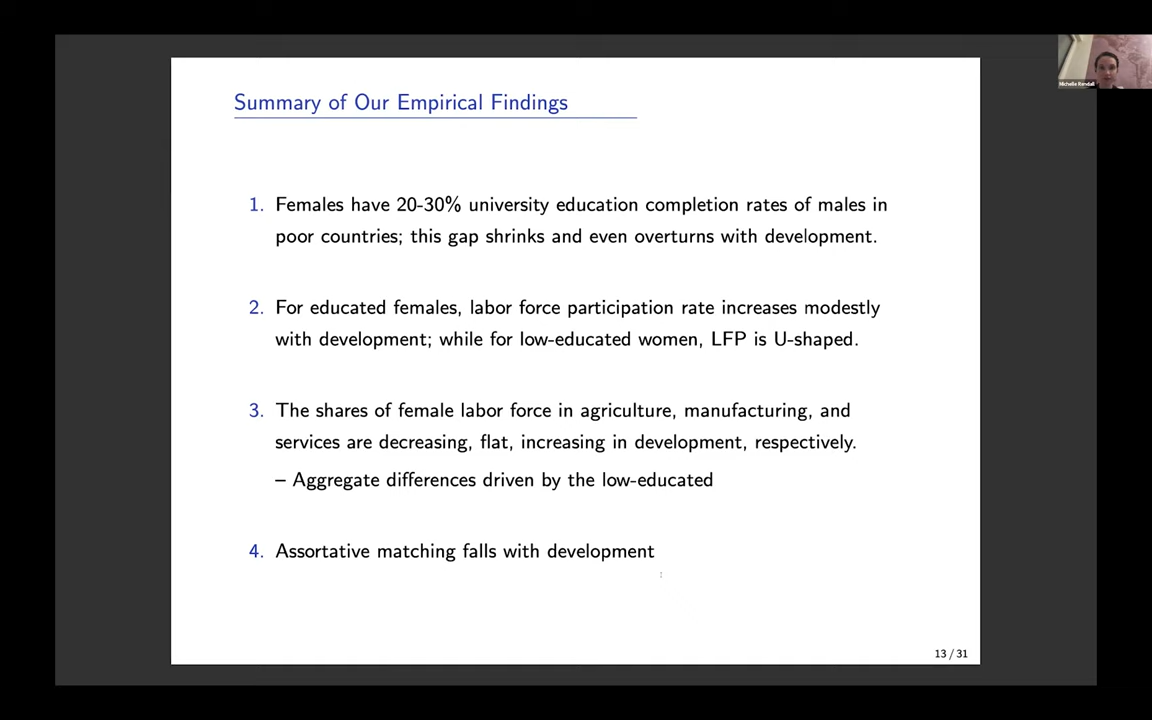 Michelle Rendall
Summary of Our Empirical Findings
1. Females have 20-30% university education completion rates of males in
poor countries; this gap shrinks and even overturns with development.
2. For educated females, labor force participation rate increases modestly
with development; while for low-educated women, LFP is U-shaped.
3. The shares of female labor force in agriculture, manufacturing, and
services are decreasing, flat, increasing in development, respectively.
– Aggregate differences driven by the low-educated
4. Assortative matching falls with development
13 / 31